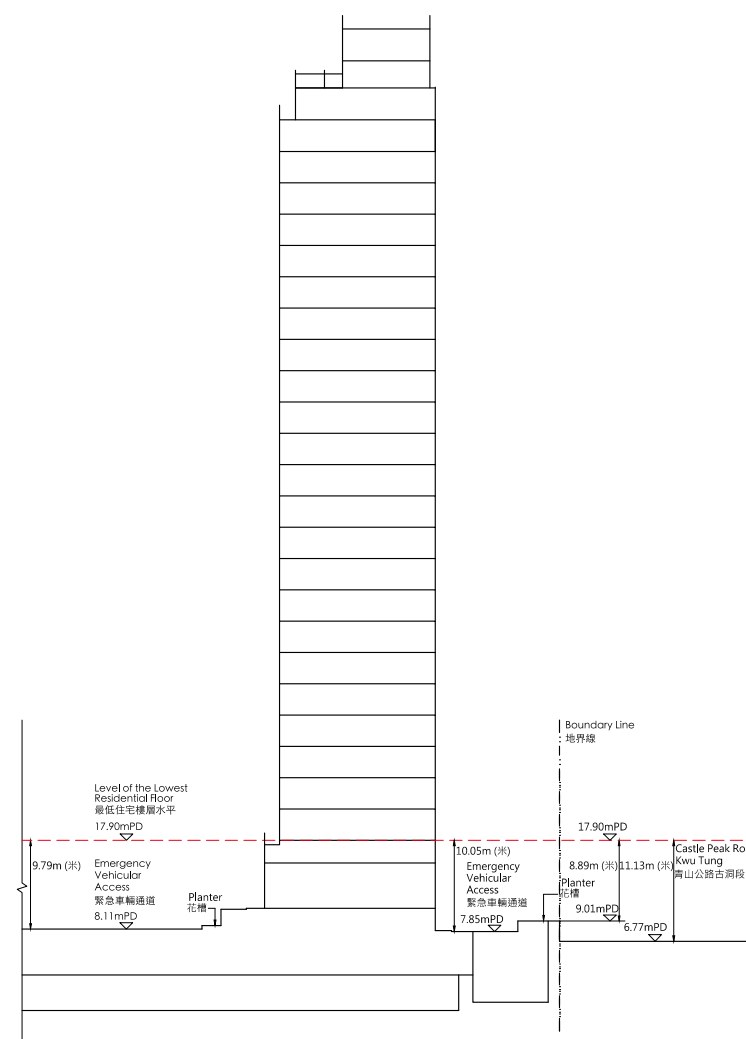 Boundary Line
地界線
Level of the Lowest
Residential Floor
最低住宅樓層水平
17.90mPD
17.90mPD
9.79m (米)
Emergency
Vehicular
Access
緊急車輛通道
8.11mPD
Planter
花槽
10.05m (米)
Emergency
Vehicular
Access
緊急車輛通道
7.85mPD
Planter
花槽
8.89m (米)
9.01mPD
11.13m (米)
Castle Peak Ro
Kwu Tung
青山公路古洞段
6.77mPD